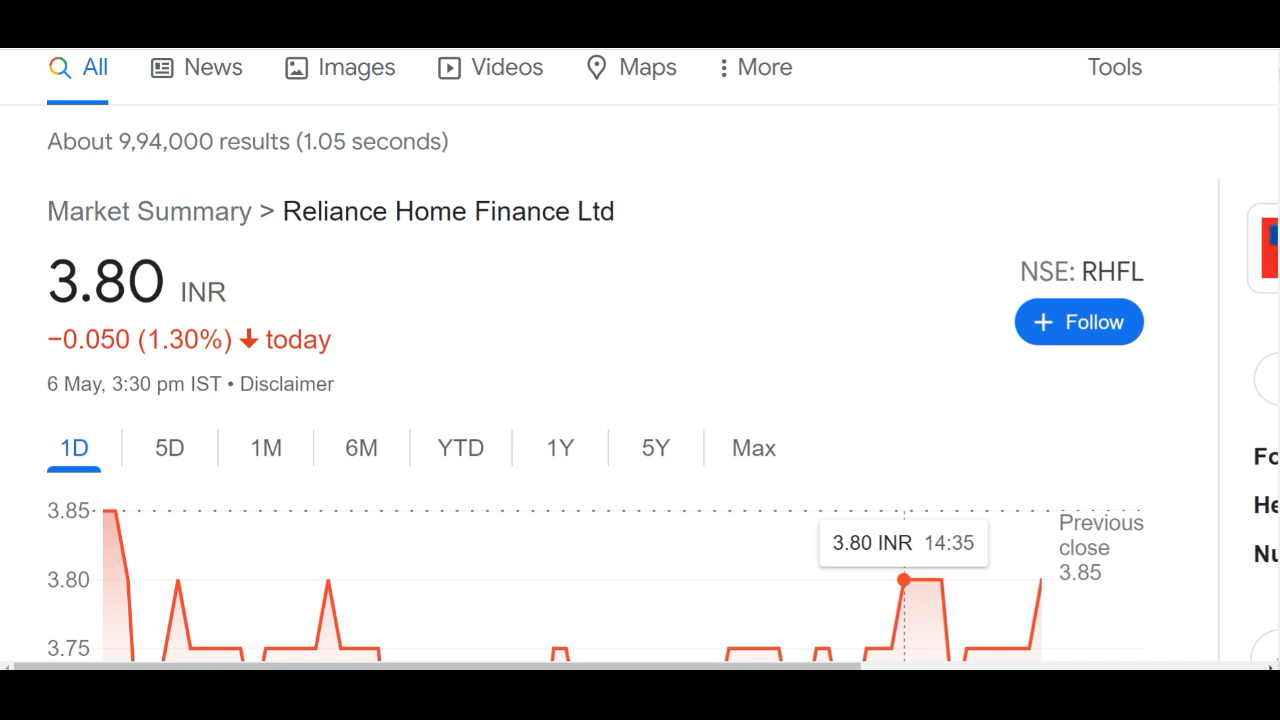 All News Images Videos Maps More Tools
About 9,94,000 results (1.05 seconds)
Market Summary > Reliance Home Finance Ltd
3.80 INR
NSE: RHFL
−0.050 (1.30%) today
+ Follow
6 May, 3:30 pm IST • Disclaimer
1D 5D 1M 6M YTD 1Y 5Y Max
3.85
Previous
close
3.85
3.80 INR 14:35
3.80
3.75